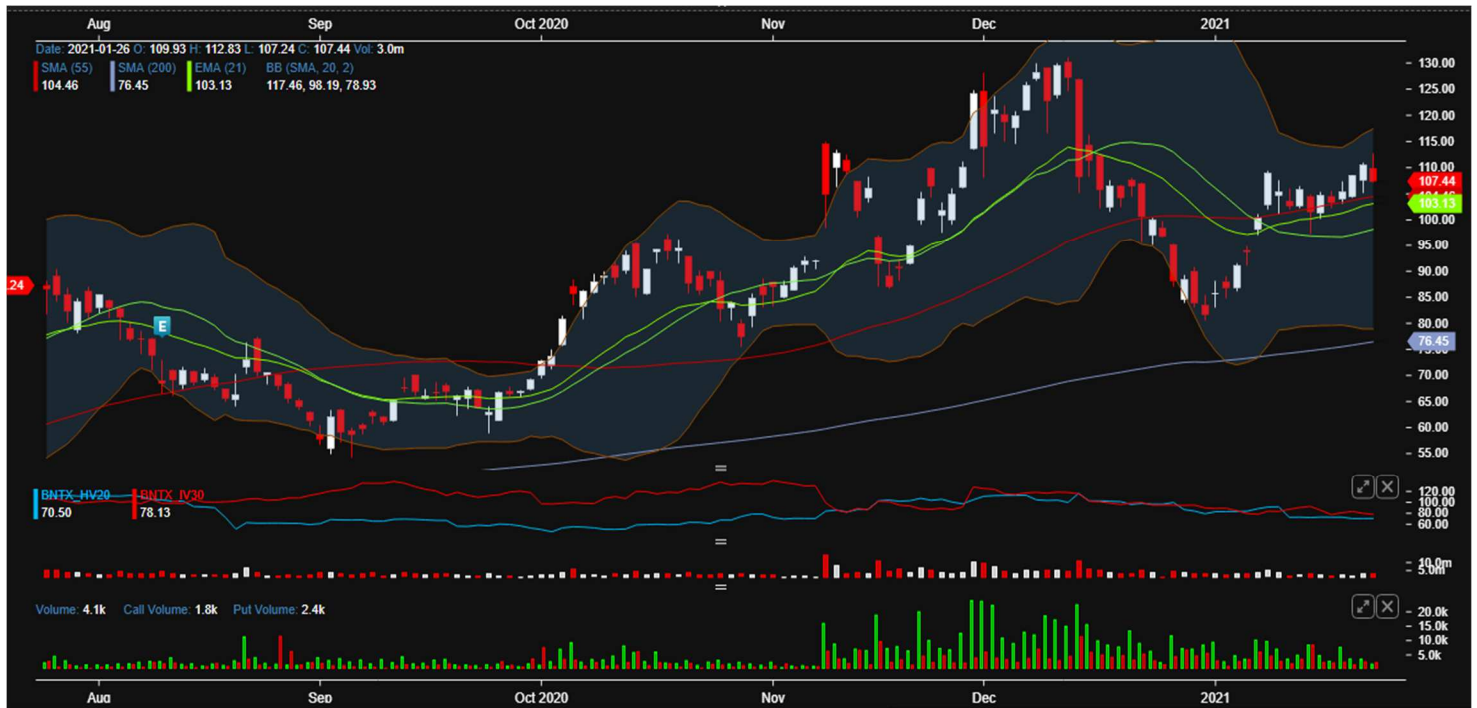 Aug Sep Oct 2020 Nov Dec 2021
Date: 2021-01-26 O: 109.93 H: 112.83 L: 107.24 C: 107.44 Vol: 3.0m
SMA (55) SMA (200) EMA (21) BB (SMA, 20, 2)
104.46 76.45 103.13 117.46, 98.19, 78.93
130.00
125.00
120.00
115.00
110.00
107.44
103.13
100.00
95.00
90.00
.24
85.00
E
80.00
76.45
70.00
65.00
60.00
55.00
BNTX_HV20 BNTX_IV30
70.50 78.13
120.00
100.00
80.00
60.00
10.0m
5.0m
Volume: 4.1k Call Volume: 1.8k Put Volume: 2.4k
20.0k
15.0k
10.0k
5.0k
Aug Sep Oct 2020 Nov Dec 2021